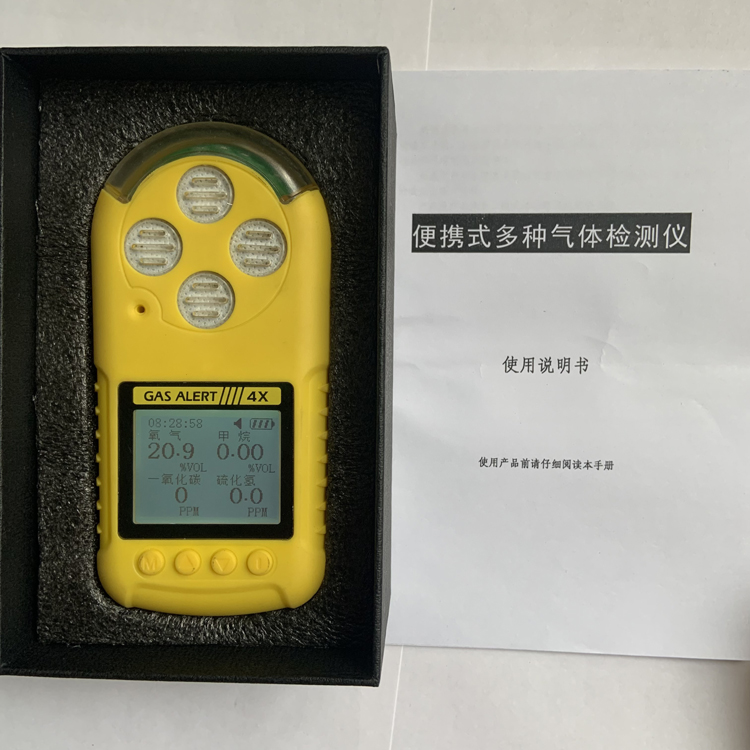 GAS ALERT 4X
08:28:58
氧气 甲烷
20.9 0.00
%VOL %VOL
一氧化碳 硫化氢
0 0.0
PPM PPM
M
便携式多种气体检测仪
使用说明书
使用产品前请仔细阅读本手册